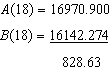 A(18) = 16970.900
B(18) = 16142.274
828.63